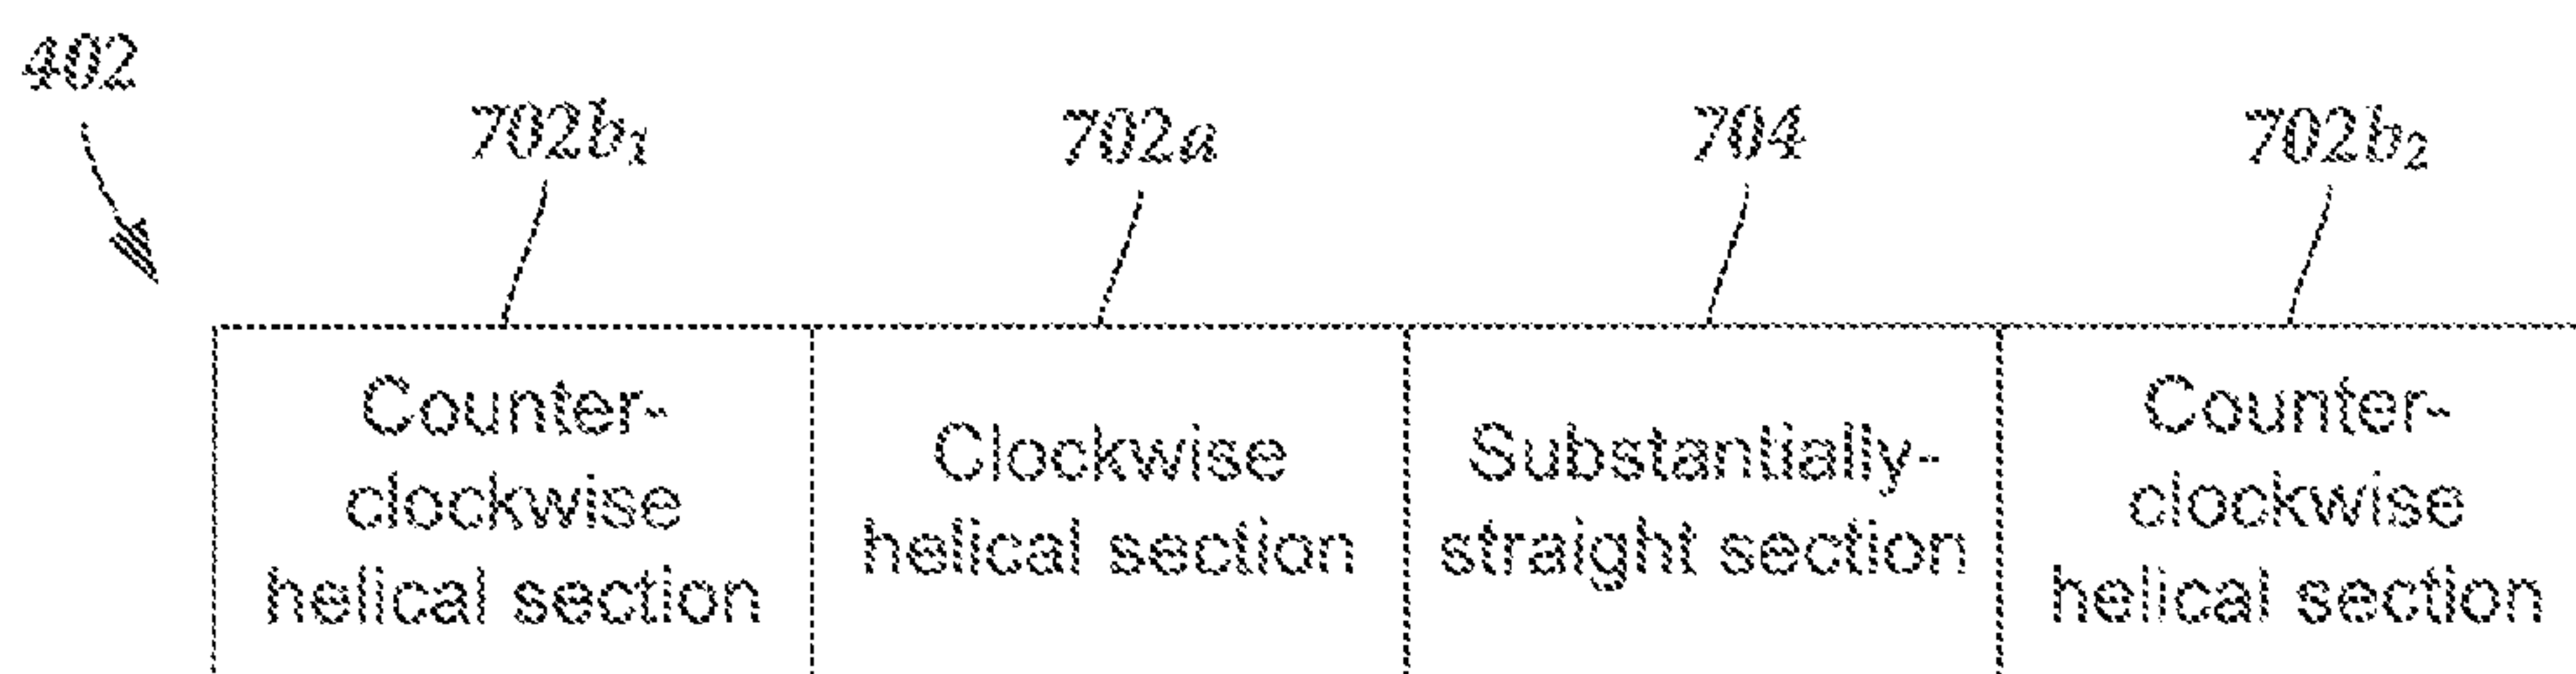 402
702b₁ 702a 704 702b₂
Counter-
clockwise
helical section
Clockwise
helical section
Substantially-
straight section
Counter-
clockwise
helical section